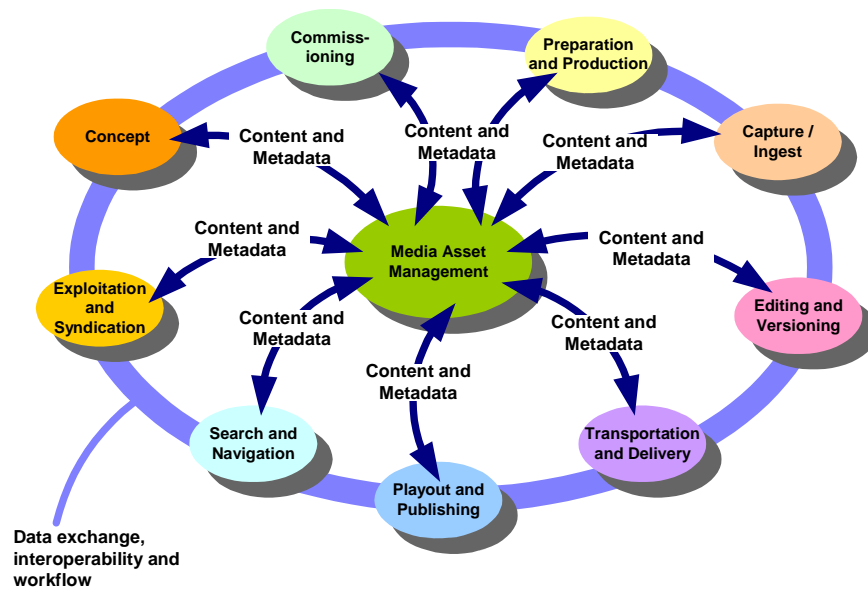 Commiss-
ioning
Preparation
and Production
Concept
Content and
Metadata
Content and
Metadata
Content and
Metadata
Capture /
Ingest
Content and
Metadata
Media Asset
Management
Content and
Metadata
Exploitation
and
Syndication
Editing and
Versioning
Content and
Metadata
Content and
Metadata
Content and
Metadata
Search and
Navigation
Transportation
and Delivery
Playout and
Publishing
Data exchange,
interoperability and
workflow